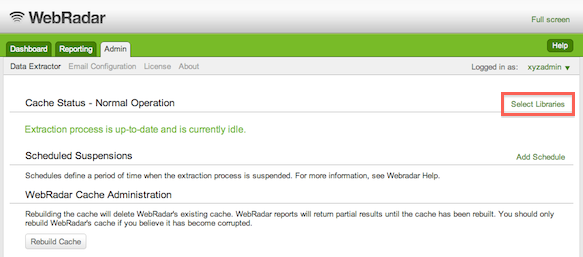 WebRadar
Full screen
Dashboard Reporting Admin Help
Data Extractor Email Configuration License About Logged in as: xyzadmin
Cache Status - Normal Operation Select Libraries
Extraction process is up-to-date and is currently idle.
Scheduled Suspensions Add Schedule
Schedules define a period of time when the extraction process is suspended. For more information, see Webradar Help.
WebRadar Cache Administration
Rebuilding the cache will delete WebRadar's existing cache. WebRadar reports will return partial results until the cache has been rebuilt. You should only
rebuild WebRadar's cache if you believe it has become corrupted.
Rebuild Cache